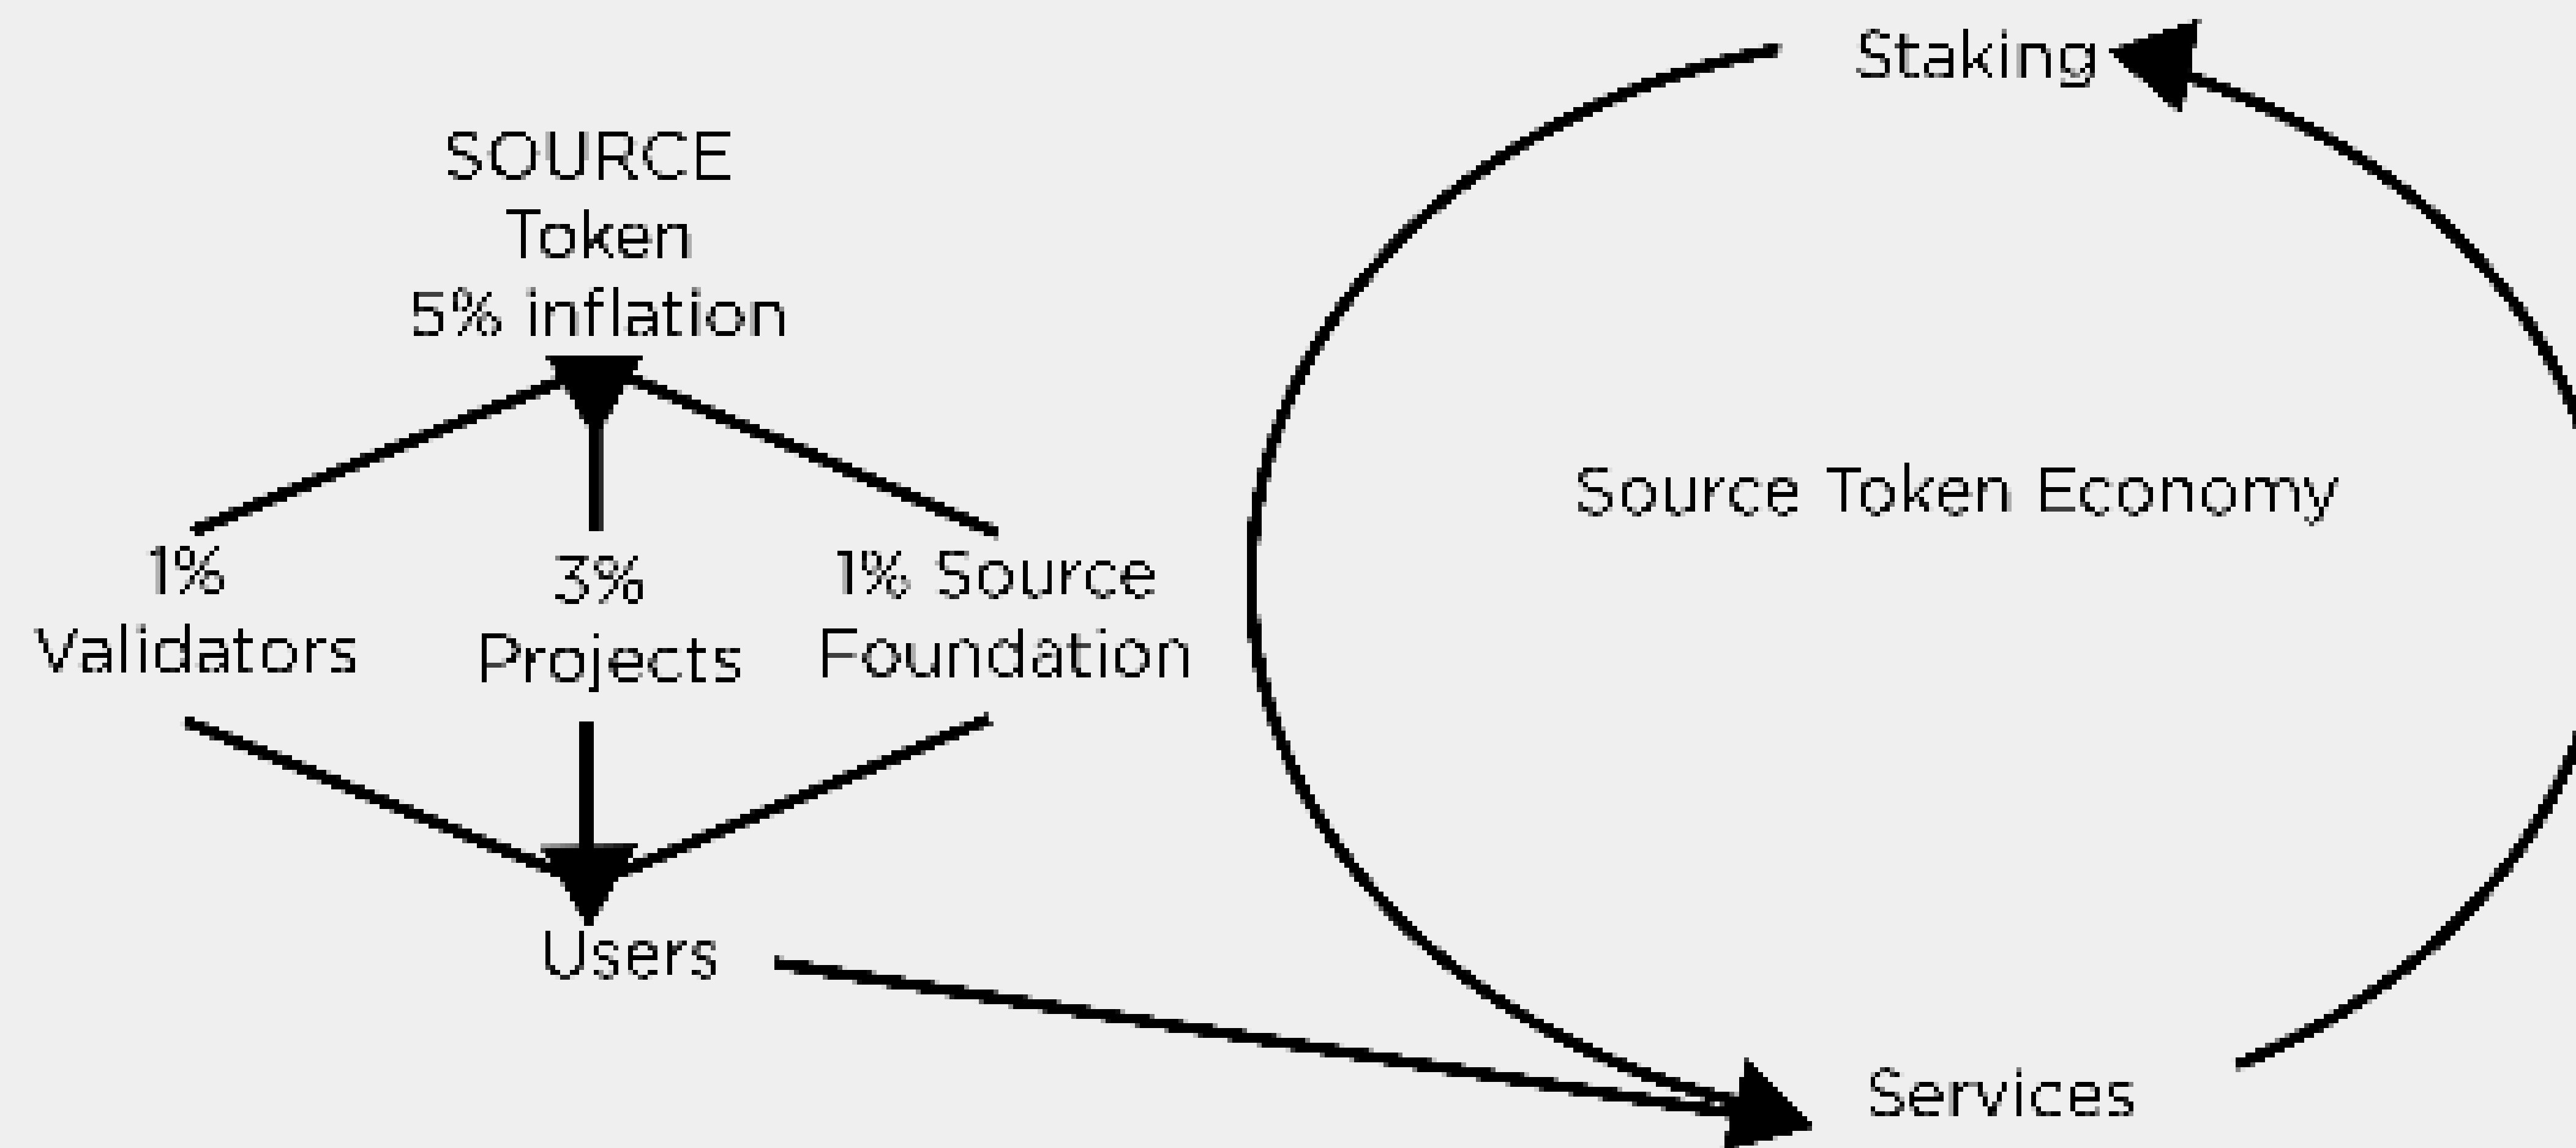 SOURCE
Token
5% inflation
1%
Validators
3%
Projects
1% Source
Foundation
Users
Staking
Source Token Economy
Services